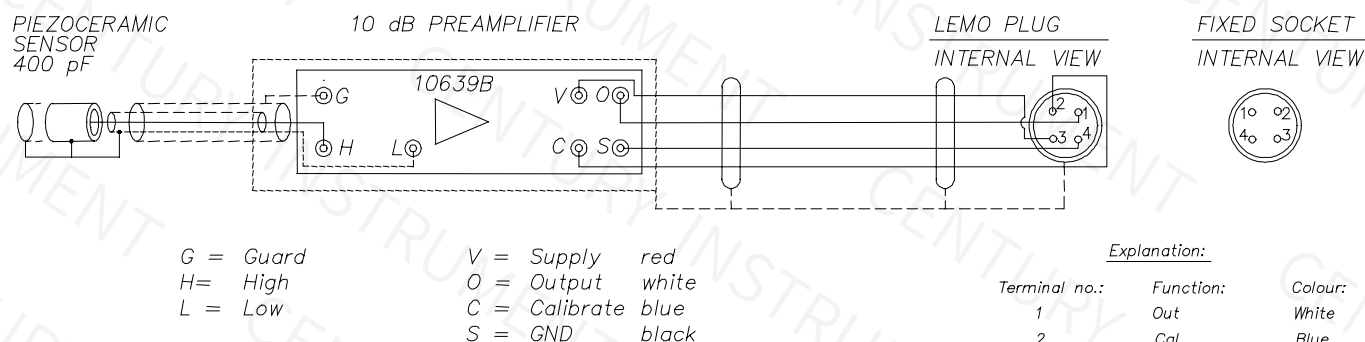 PIEZOCERAMIC
SENSOR
400 pF
10 dB PREAMPLIFIER
LEMO PLUG
INTERNAL VIEW
FIXED SOCKET
INTERNAL VIEW
10639B
G
H
L
V
O
C
S
2
1
3
4
1
2
4
3
G = Guard
H= High
L = Low
V = Supply red
O = Output white
C = Calibrate blue
S = GND black
Explanation:
Terminal no.: Function: Colour:
1 Out White
2 Cal Blue
CENTURY INSTRUMENT